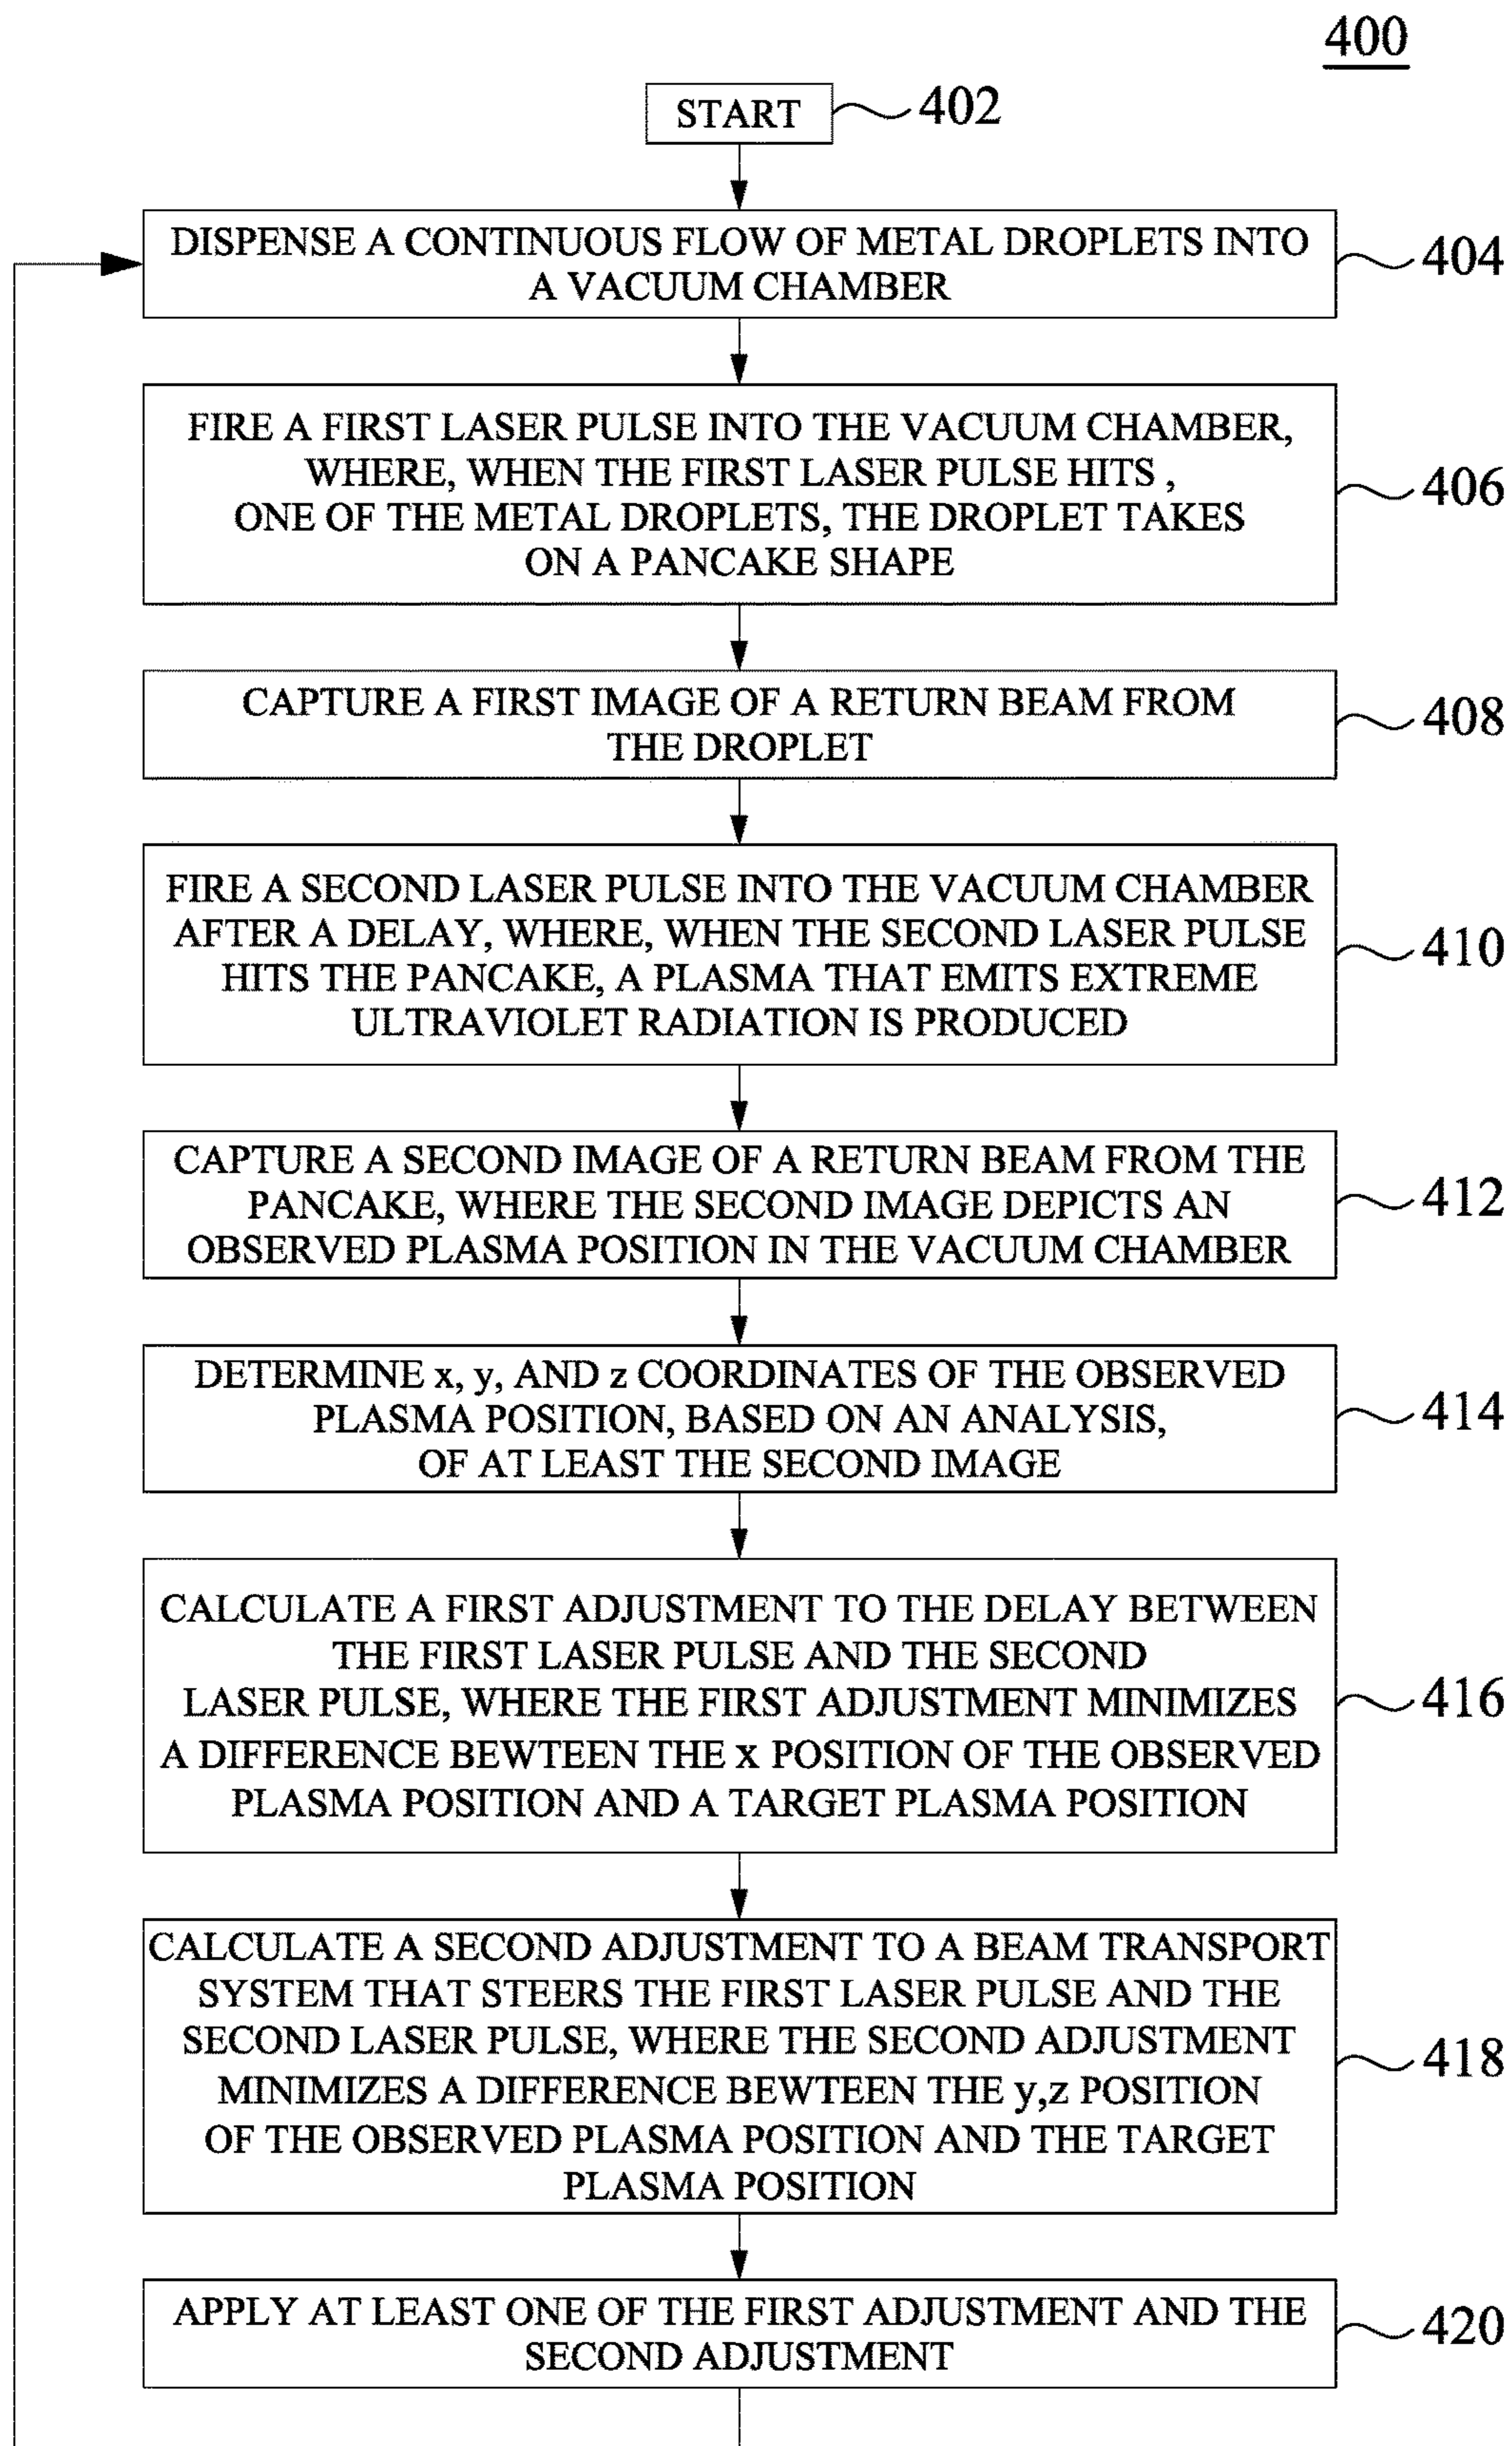 400
START
402
DISPENSE A CONTINUOUS FLOW OF METAL DROPLETS INTO
A VACUUM CHAMBER
404
FIRE A FIRST LASER PULSE INTO THE VACUUM CHAMBER,
WHERE, WHEN THE FIRST LASER PULSE HITS ,
ONE OF THE METAL DROPLETS, THE DROPLET TAKES
ON A PANCAKE SHAPE
406
CAPTURE A FIRST IMAGE OF A RETURN BEAM FROM
THE DROPLET
408
FIRE A SECOND LASER PULSE INTO THE VACUUM CHAMBER
AFTER A DELAY, WHERE, WHEN THE SECOND LASER PULSE
HITS THE PANCAKE, A PLASMA THAT EMITS EXTREME
ULTRAVIOLET RADIATION IS PRODUCED
410
CAPTURE A SECOND IMAGE OF A RETURN BEAM FROM THE
PANCAKE, WHERE THE SECOND IMAGE DEPICTS AN
OBSERVED PLASMA POSITION IN THE VACUUM CHAMBER
412
DETERMINE x, y, AND z COORDINATES OF THE OBSERVED
PLASMA POSITION, BASED ON AN ANALYSIS,
OF AT LEAST THE SECOND IMAGE
414
CALCULATE A FIRST ADJUSTMENT TO THE DELAY BETWEEN
THE FIRST LASER PULSE AND THE SECOND
LASER PULSE, WHERE THE FIRST ADJUSTMENT MINIMIZES
A DIFFERENCE BEWTEEN THE x POSITION OF THE OBSERVED
PLASMA POSITION AND A TARGET PLASMA POSITION
416
CALCULATE A SECOND ADJUSTMENT TO A BEAM TRANSPORT
SYSTEM THAT STEERS THE FIRST LASER PULSE AND THE
SECOND LASER PULSE, WHERE THE SECOND ADJUSTMENT
MINIMIZES A DIFFERENCE BEWTEEN THE y,z POSITION
OF THE OBSERVED PLASMA POSITION AND THE TARGET
PLASMA POSITION
418
APPLY AT LEAST ONE OF THE FIRST ADJUSTMENT AND THE
SECOND ADJUSTMENT
420